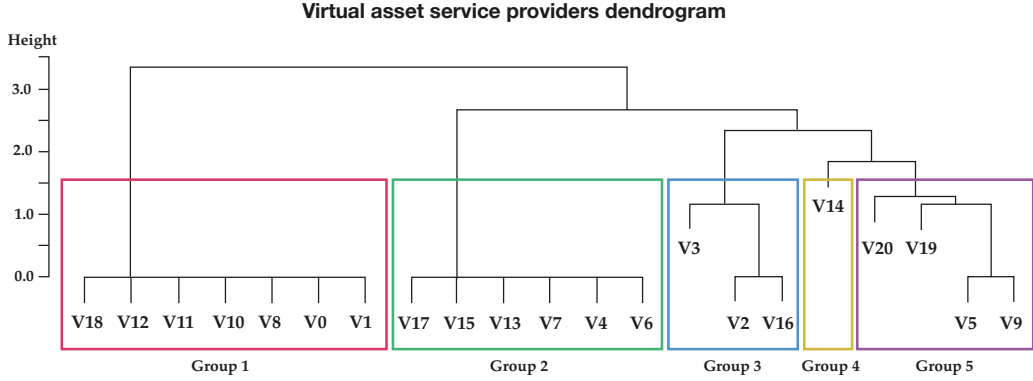 Virtual asset service providers dendrogram
Height
3.0
2.0
1.0
0.0
V14
V3
V20 V19
V18 V12 V11 V10 V8 V0 V1 V17 V15 V13 V7 V4 V6 V2 V16 V5 V9
Group 1 Group 2 Group 3 Group 4 Group 5